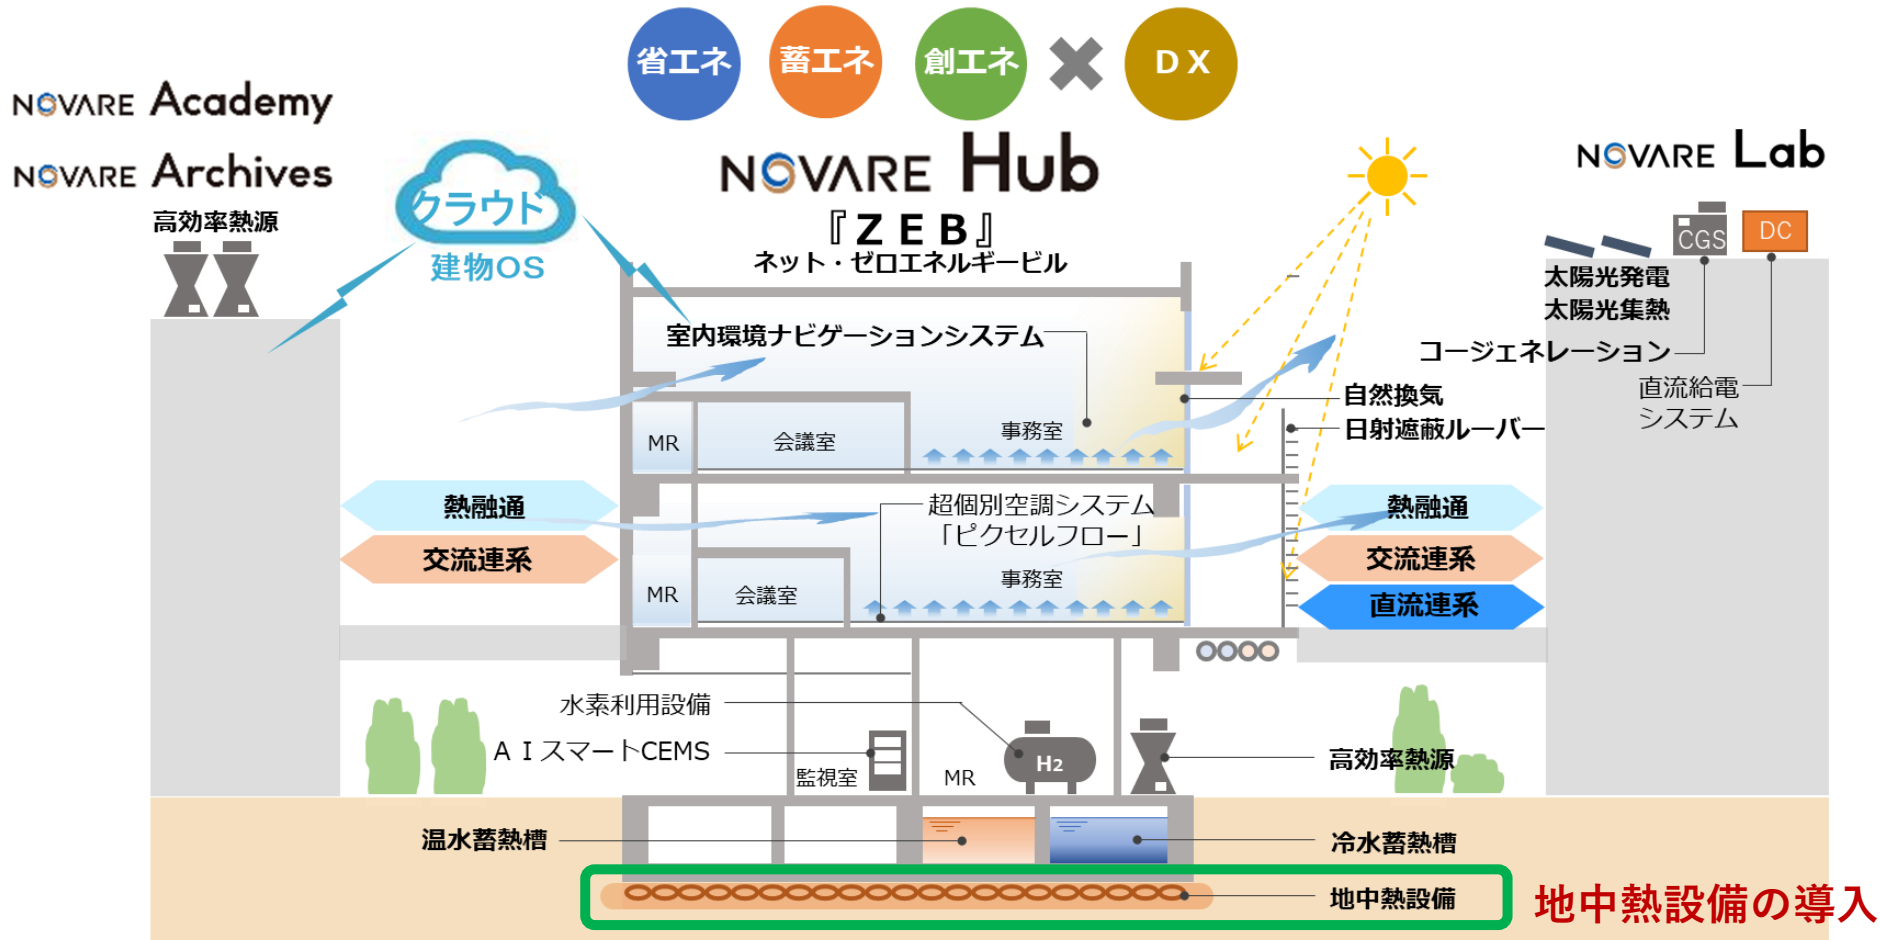 省エネ
蓄エネ
創エネ
DX
NOVARE Academy
NOVARE Archives
高効率熱源
クラウド
建物OS
NOVARE Hub
『ZEB』
ネット・ゼロエネルギービル
NOVARE Lab
CGS
DC
太陽光発電
太陽光集熱
コージェネレーション
直流給電
システム
室内環境ナビゲーションシステム
自然換気
日射遮蔽ルーバー
MR
会議室
事務室
熱融通
交流連系
超個別空調システム
「ピクセルフロー」
MR
会議室
事務室
熱融通
交流連系
直流連系
水素利用設備
AIスマートCEMS
監視室
MR
H2
高効率熱源
温水蓄熱槽
冷水蓄熱槽
地中熱設備
地中熱設備の導入